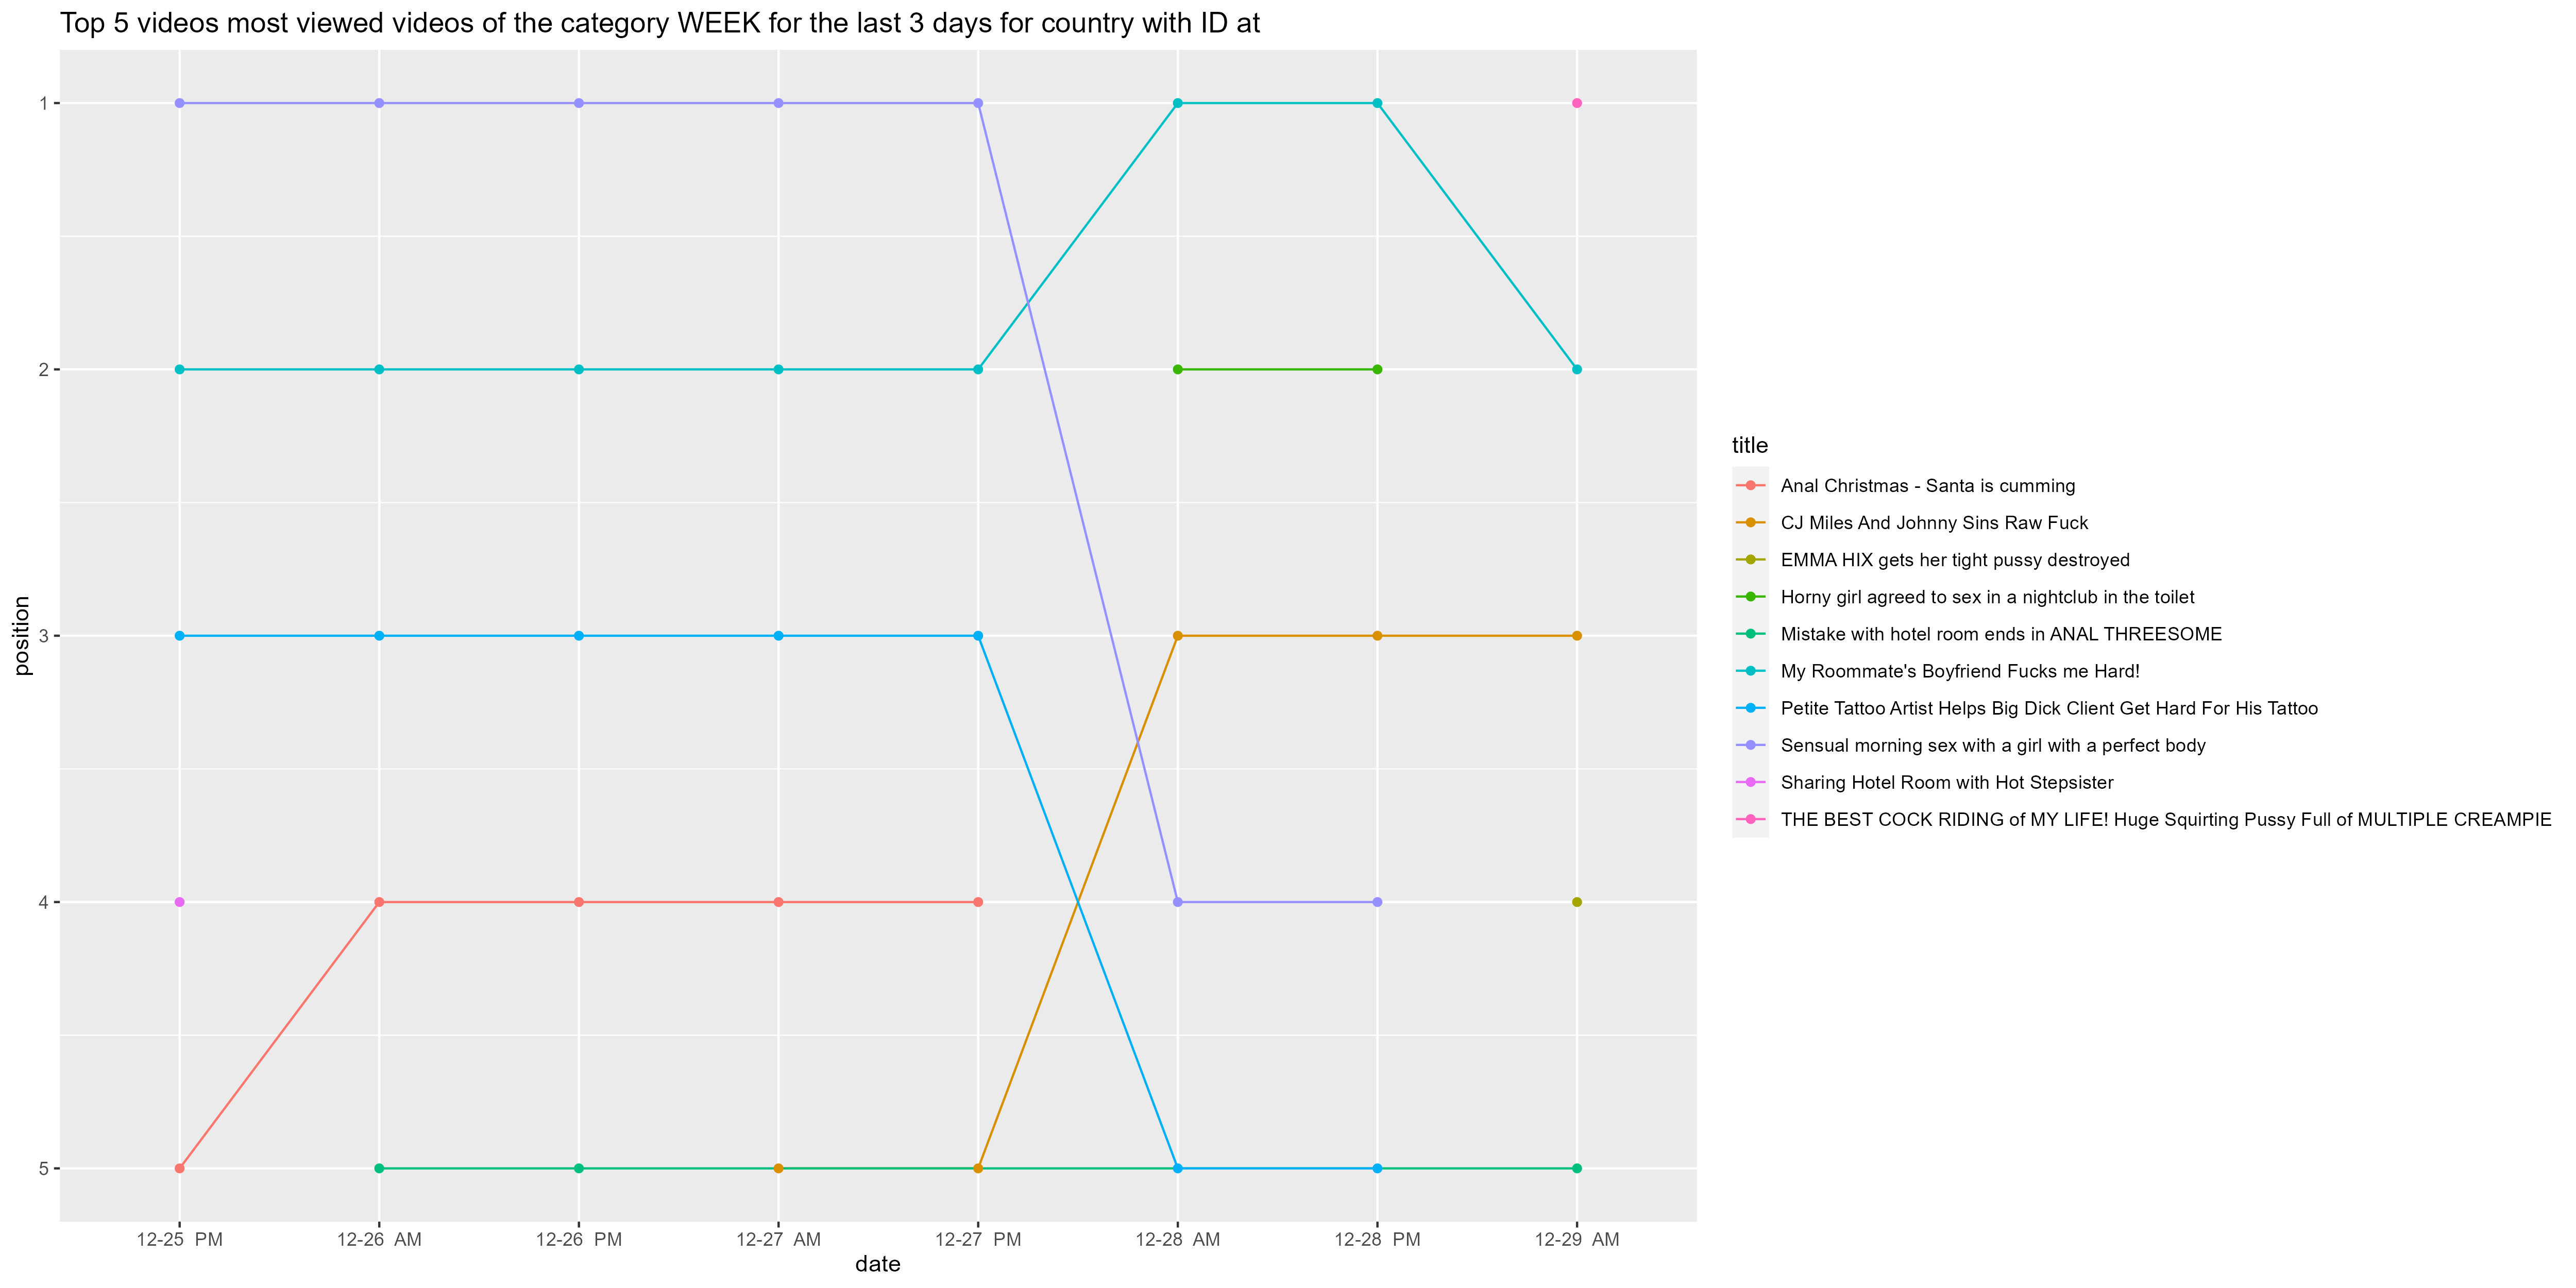 Top 5 videos most viewed videos of the category WEEK for the last 3 days for country with ID at
1
2
3
4
5
position
12-25 PM
12-26 AM
12-26 PM
12-27 AM
12-27 PM
12-28 AM
12-28 PM
12-29 AM
date
title
Anal Christmas - Santa is cumming
CJ Miles And Johnny Sins Raw Fuck
EMMA HIX gets her tight pussy destroyed
Horny girl agreed to sex in a nightclub in the toilet
Mistake with hotel room ends in ANAL THREESOME
My Roommate's Boyfriend Fucks me Hard!
Petite Tattoo Artist Helps Big Dick Client Get Hard For His Tattoo
Sensual morning sex with a girl with a perfect body
Sharing Hotel Room with Hot Stepsister
THE BEST COCK RIDING of MY LIFE! Huge Squirting Pussy Full of MULTIPLE CREAMPIE